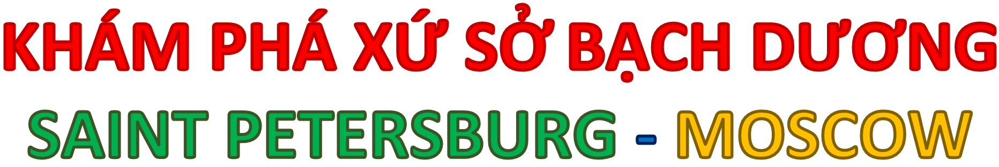 KHÁM PHÁ XỨ SỞ BẠCH DƯƠNG
SAINT PETERSBURG - MOSCOW